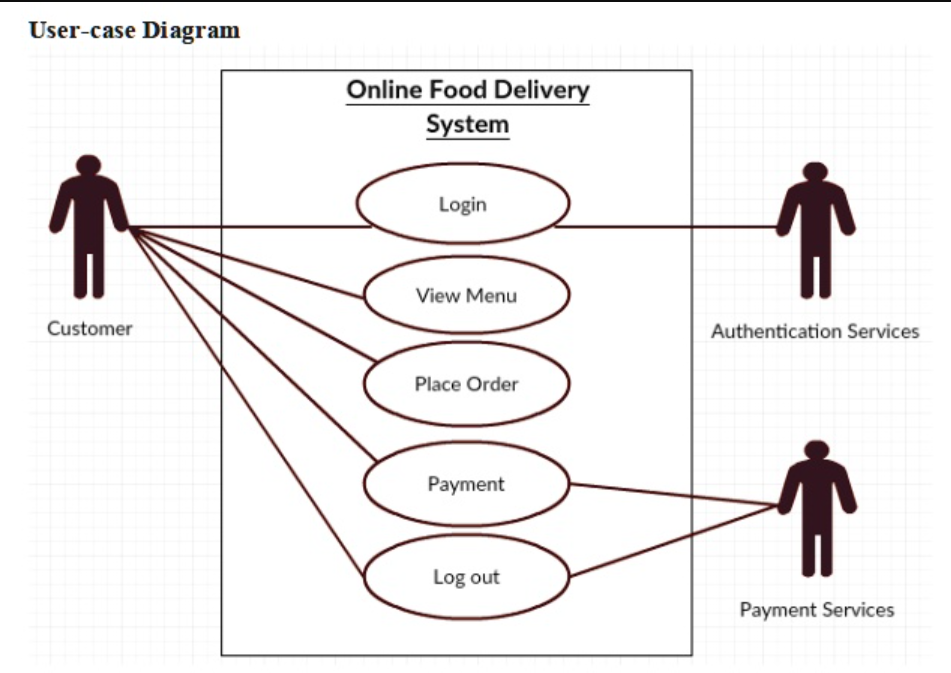 User-case Diagram
Online Food Delivery
System
Login
View Menu
Place Order
Payment
Log out
Customer
Authentication Services
Payment Services